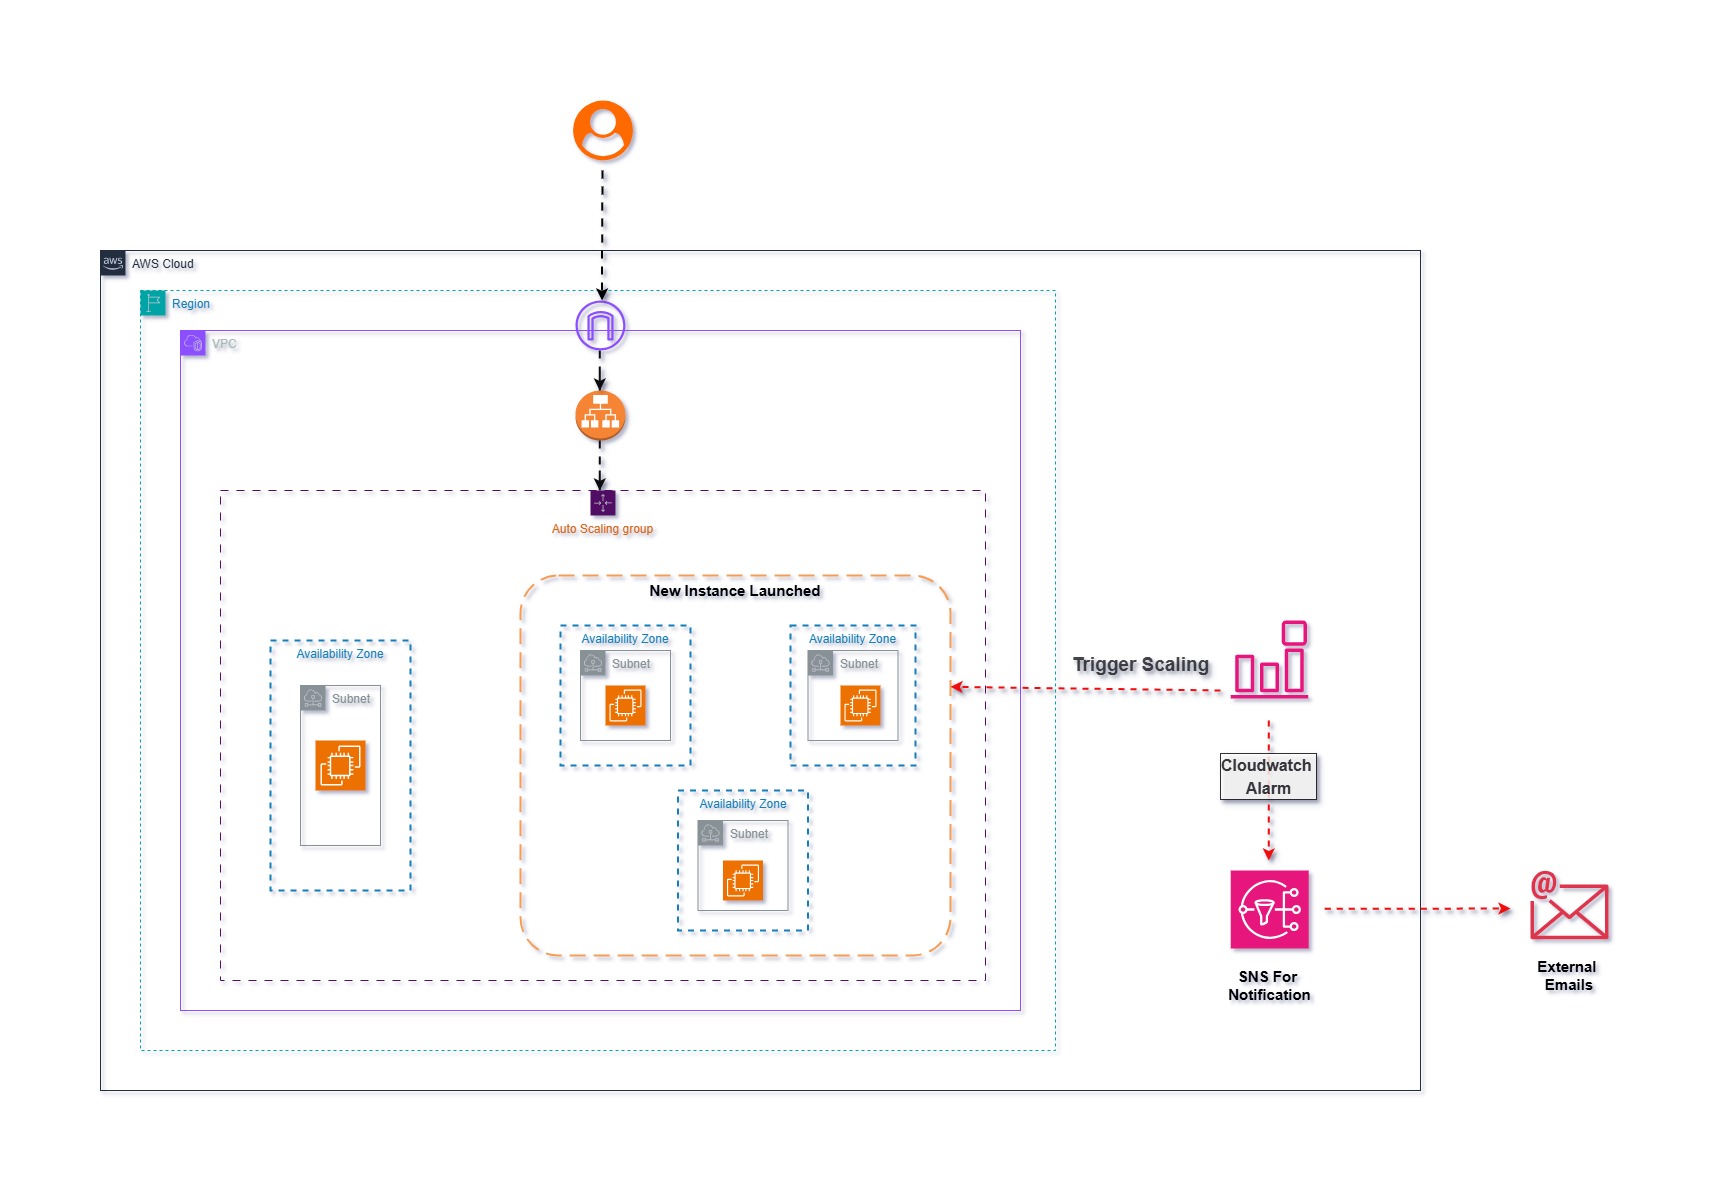 aws
AWS Cloud
Region
VPC
Auto Scaling group
New Instance Launched
Availability Zone
Subnet
Availability Zone
Subnet
Availability Zone
Subnet
Availability Zone
Subnet
Trigger Scaling
Cloudwatch
Alarm
SNS For
Notification
@
External
Emails